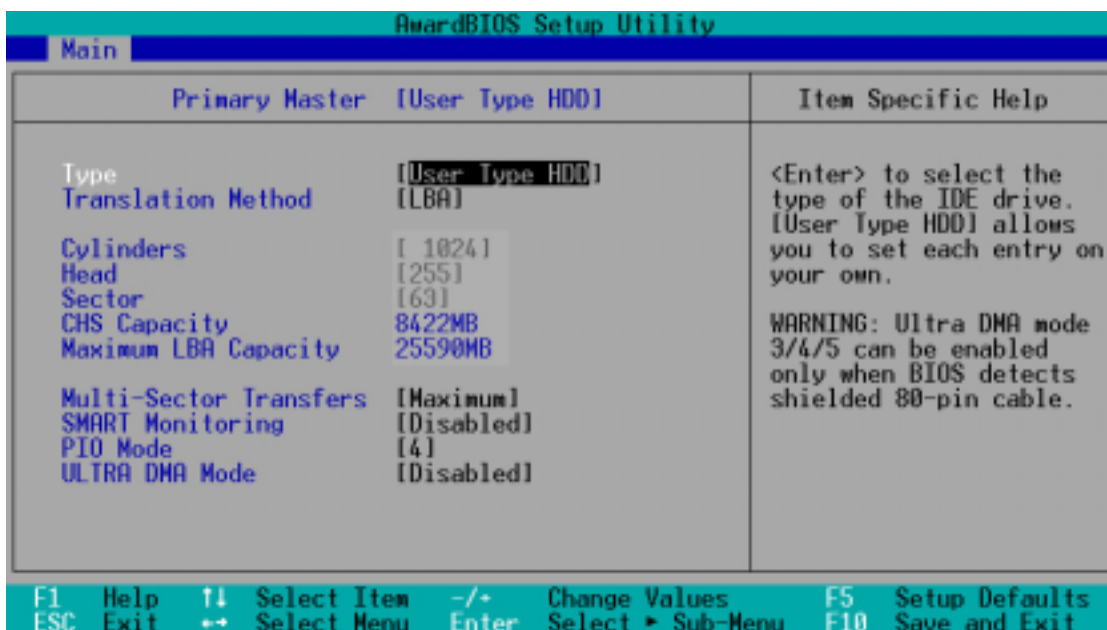 AwardBIOS Setup Utility
Main
Primary Master [User Type HDD]
Item Specific Help
Type [User Type HDD]
Translation Method [LBA]
Cylinders [ 1024]
Head [255]
Sector [63]
CHS Capacity 8422MB
Maximum LBA Capacity 25590MB
Multi-Sector Transfers [Maximum]
SMART Monitoring [Disabled]
PIO Mode [4]
ULTRA DMA Mode [Disabled]
<Enter> to select the
type of the IDE drive.
[User Type HDD] allows
you to set each entry on
your own.
WARNING: Ultra DMA mode
3/4/5 can be enabled
only when BIOS detects
shielded 80-pin cable.
F1 Help ↑↓ Select Item -/+ Change Values F5 Setup Defaults
ESC Exit ←→ Select Menu Enter Select ► Sub-Menu F10 Save and Exit